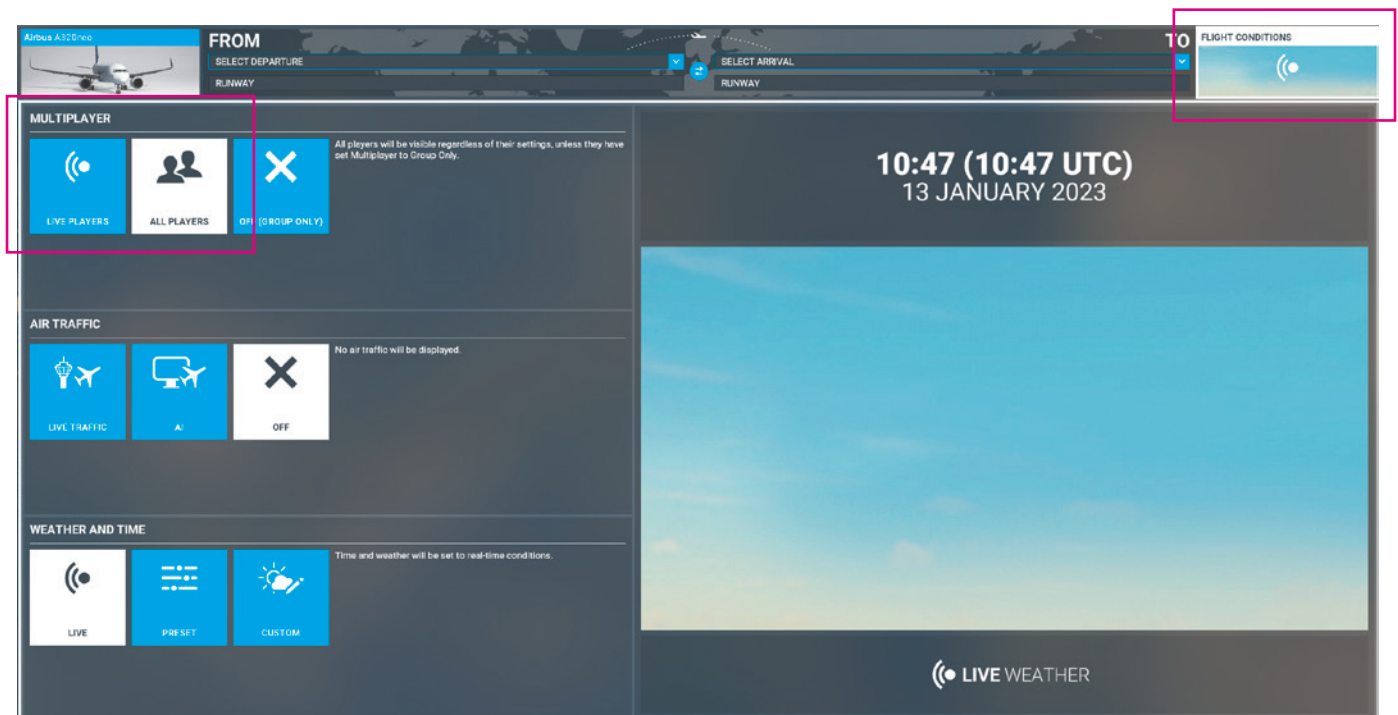 Airbus A320neo
FROM
SELECT DEPARTURE
RUNWAY
TO
SELECT ARRIVAL
RUNWAY
FLIGHT CONDITIONS
MULTIPLAYER
LIVE PLAYERS
ALL PLAYERS
OFF (GROUP ONLY)
All players will be visible regardless of their settings, unless they have
set Multiplayer to Group Only.
10:47 (10:47 UTC)
13 JANUARY 2023
AIR TRAFFIC
LIVE TRAFFIC
AI
OFF
No air traffic will be displayed.
WEATHER AND TIME
LIVE
PRESET
CUSTOM
Time and weather will be set to real-time conditions.
LIVE WEATHER